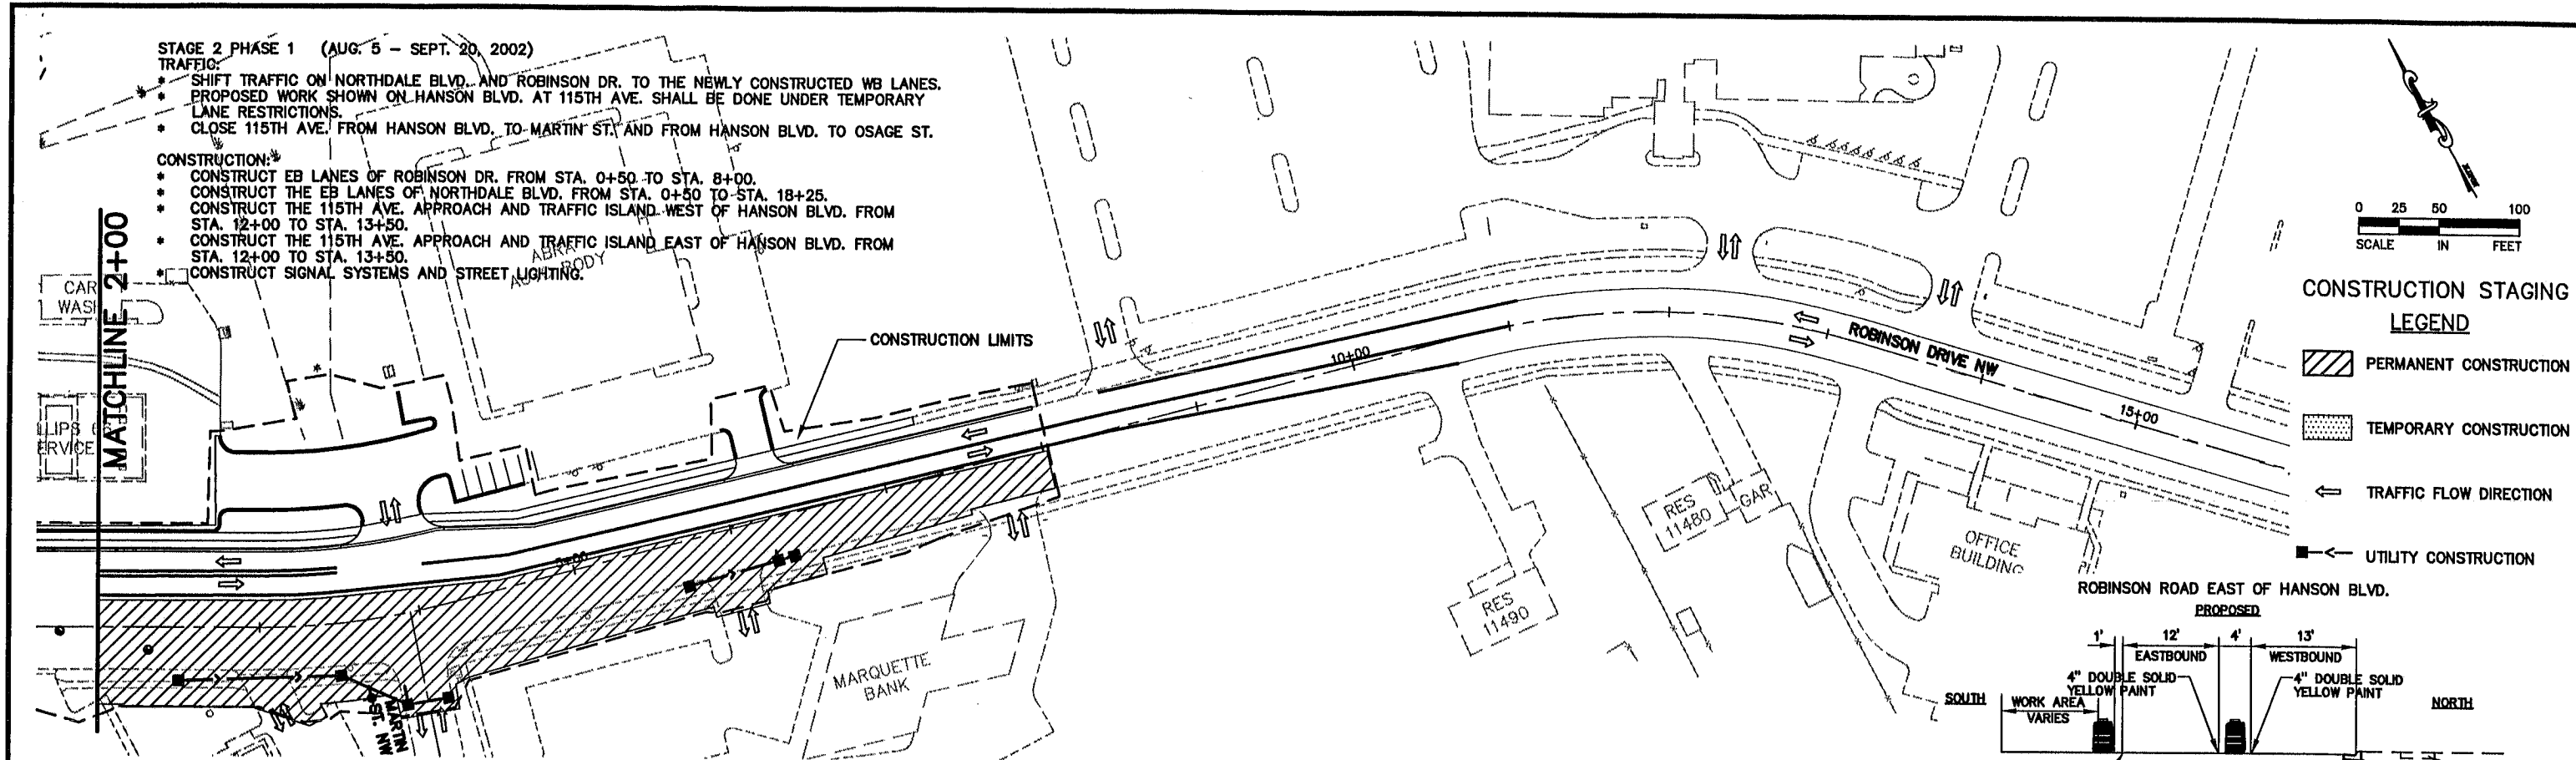 STAGE 2 PHASE 1 (AUG. 5 - SEPT. 20, 2002)
TRAFFIC:
* SHIFT TRAFFIC ON NORTHDALE BLVD. AND ROBINSON DR. TO THE NEWLY CONSTRUCTED WB LANES.
* PROPOSED WORK SHOWN ON HANSON BLVD. AT 115TH AVE. SHALL BE DONE UNDER TEMPORARY
LANE RESTRICTIONS.
* CLOSE 115TH AVE. FROM HANSON BLVD. TO MARTIN ST. AND FROM HANSON BLVD. TO OSAGE ST.
CONSTRUCTION:
* CONSTRUCT EB LANES OF ROBINSON DR. FROM STA. 0+50 TO STA. 8+00.
* CONSTRUCT THE EB LANES OF NORTHDALE BLVD. FROM STA. 0+50 TO STA. 18+25.
* CONSTRUCT THE 115TH AVE. APPROACH AND TRAFFIC ISLAND WEST OF HANSON BLVD. FROM
STA. 12+00 TO STA. 13+50.
* CONSTRUCT THE 115TH AVE. APPROACH AND TRAFFIC ISLAND EAST OF HANSON BLVD. FROM
STA. 12+00 TO STA. 13+50.
* CONSTRUCT SIGNAL SYSTEMS AND STREET LIGHTING.
ABRA
BODY
CAR
WASH
MATCHLINE 2+00
ERVICE
CONSTRUCTION LIMITS
5+00
10+00
ROBINSON DRIVE NW
15+00
MARTIN
ST. NW
MARQUETTE
BANK
RES
11490
RES
11480
GAR
OFFICE
BUILDING
0 25 50 100
SCALE IN FEET
CONSTRUCTION STAGING
LEGEND
PERMANENT CONSTRUCTION
TEMPORARY CONSTRUCTION
TRAFFIC FLOW DIRECTION
UTILITY CONSTRUCTION
ROBINSON ROAD EAST OF HANSON BLVD.
PROPOSED
1' 12' 4' 13'
EASTBOUND WESTBOUND
4" DOUBLE SOLID
YELLOW PAINT
4" DOUBLE SOLID
YELLOW PAINT
SOUTH
WORK AREA
VARIES
NORTH